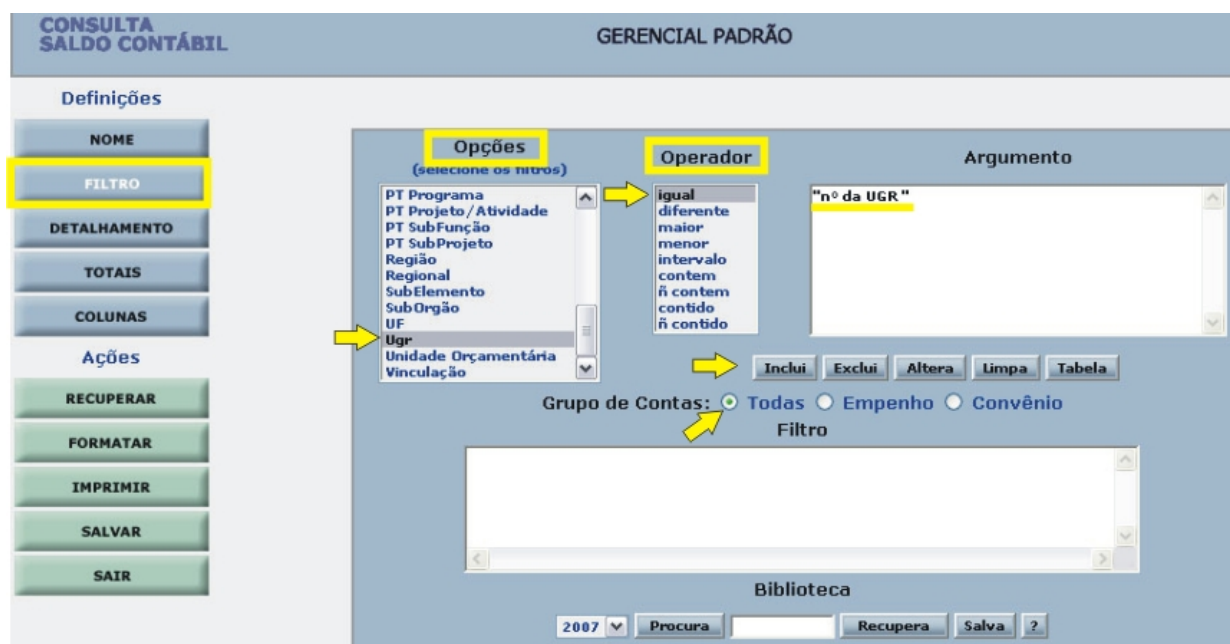 CONSULTA
SALDO CONTÁBIL
GERENCIAL PADRÃO
Definições
NOME
FILTRO
DETALHAMENTO
TOTAIS
COLUNAS
Ações
RECUPERAR
FORMATAR
IMPRIMIR
SALVAR
SAIR
Opções
(selecione os filtros)
PT Programa
PT Projeto/Atividade
PT SubFunção
PT SubProjeto
Região
Regional
SubElemento
SubOrgão
UF
Ugr
Unidade Orçamentária
Vinculação
Operador
igual
diferente
maior
menor
intervalo
contem
ñ contem
contido
ñ contido
Argumento
"nº da UGR"
Inclui Exclui Altera Limpa Tabela
Grupo de Contas: Todas Empenho Convênio
Filtro
Biblioteca
2007 Procura Recupera Salva ?